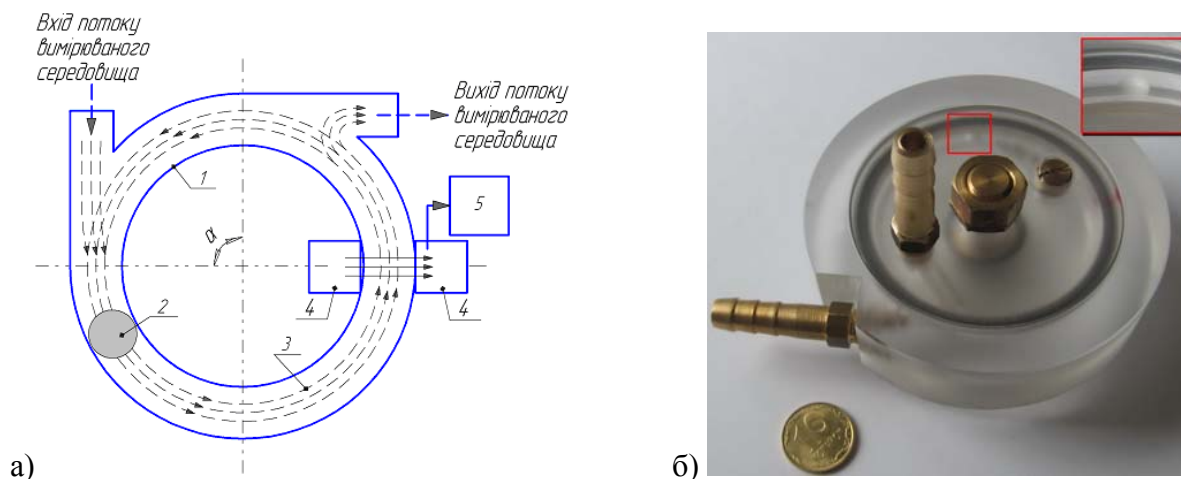 Вхід потоку
вимірюваного
середовища
Вихід потоку
вимірюваного
середовища
1
5
α
4
4
2
3
а)
б)